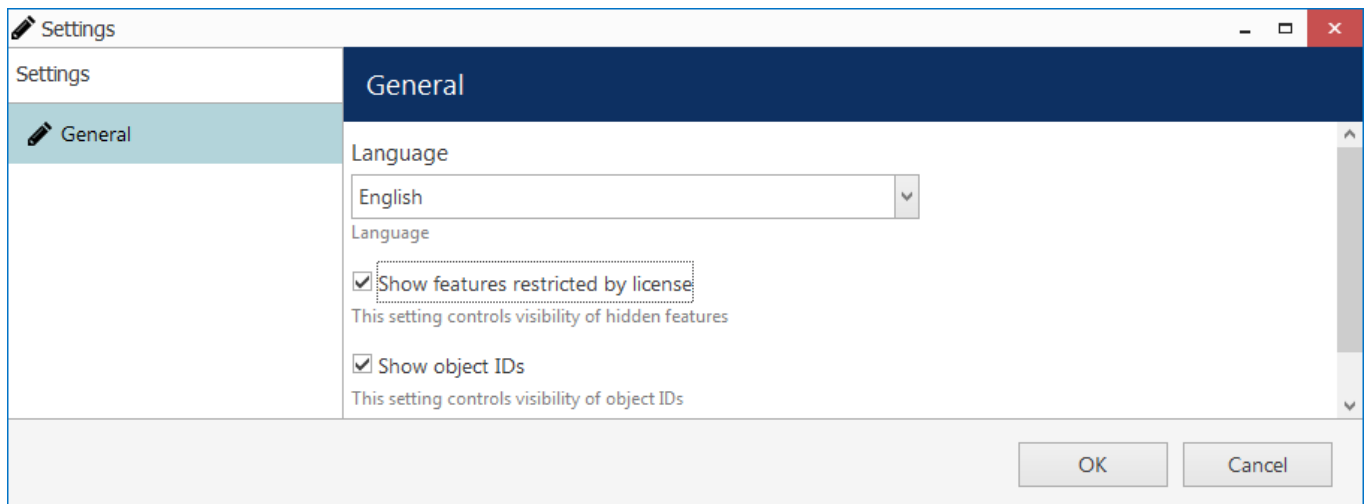 Settings
Settings
General
General
Language
English
Language
Show features restricted by license
This setting controls visibility of hidden features
Show object IDs
This setting controls visibility of object IDs
OK
Cancel